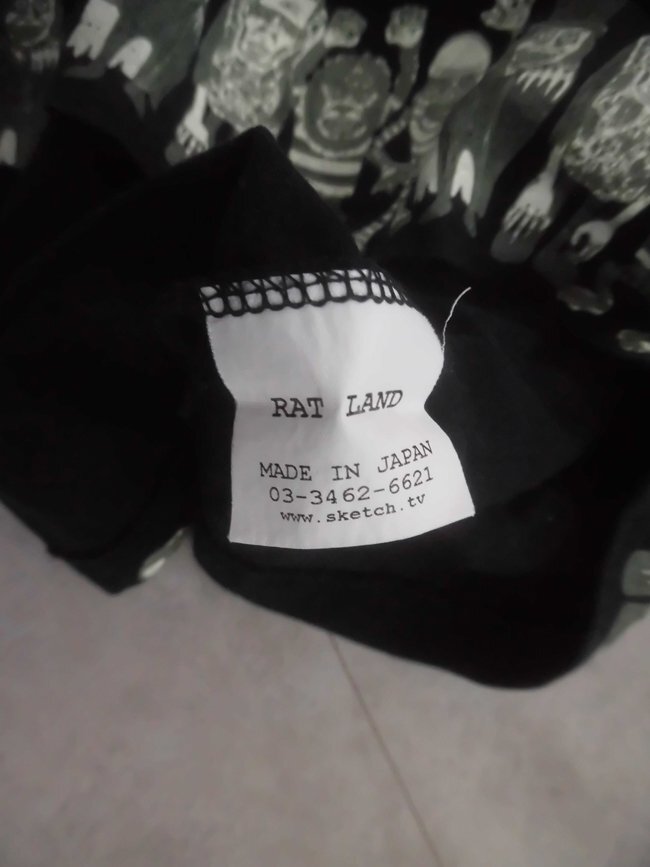 RAT LAND
MADE IN JAPAN
03-3462-6621
www.sketch.tv